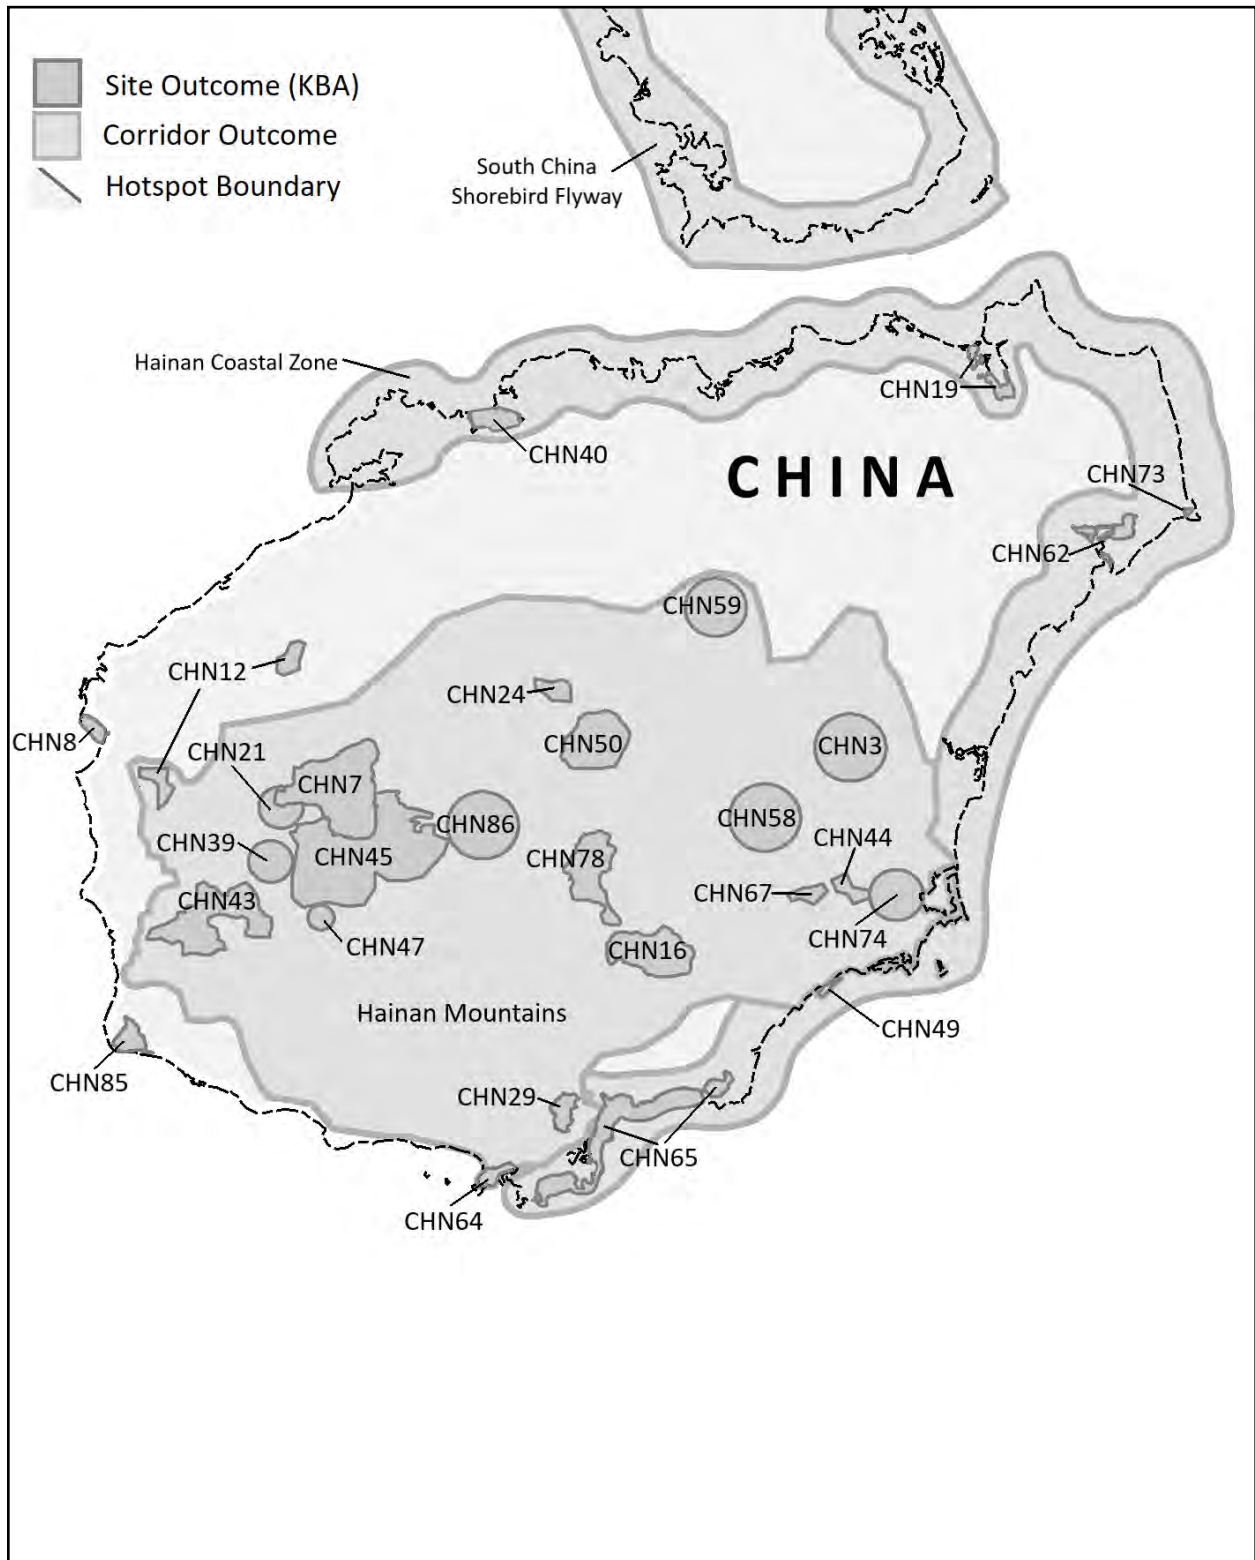 Site Outcome (KBA)
Corridor Outcome
Hotspot Boundary
South China
Shorebird Flyway
Hainan Coastal Zone
CHN19
CHN40
CHINA
CHN73
CHN62
CHN59
CHN12
CHN24
CHN8
CHN21
CHN50
CHN3
CHN7
CHN86
CHN58
CHN39
CHN45
CHN78
CHN44
CHN43
CHN67
CHN47
CHN16
CHN74
Hainan Mountains
CHN49
CHN85
CHN29
CHN65
CHN64